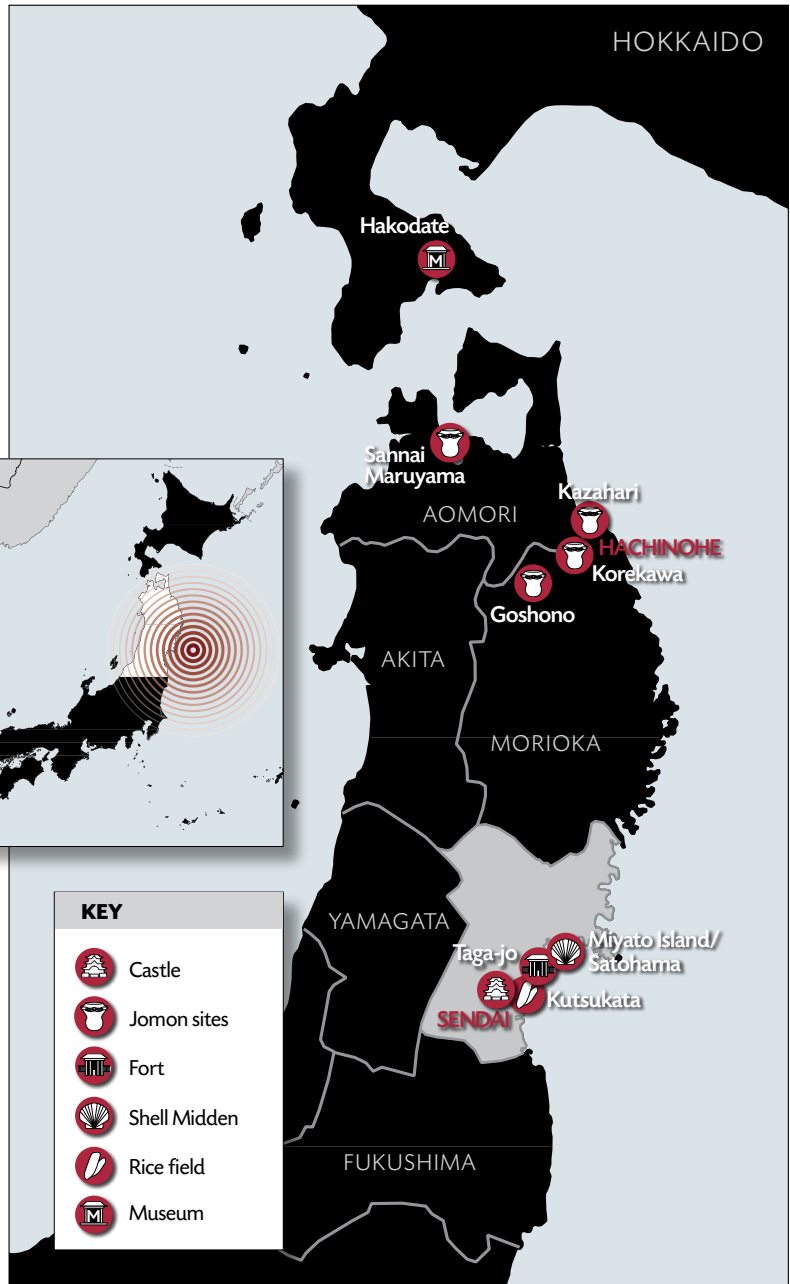 HOKKAIDO
Hakodate
M
Sannai
Maruyama
Kazahari
AOMORI
HACHINOHE
Korekawa
Goshono
AKITA
MORIOKA
YAMAGATA
Taga-jo
Miyato Island/
Satohama
Kutsukata
SENDAI
FUKUSHIMA
KEY
Castle
Jomon sites
Fort
Shell Midden
Rice field
M
Museum